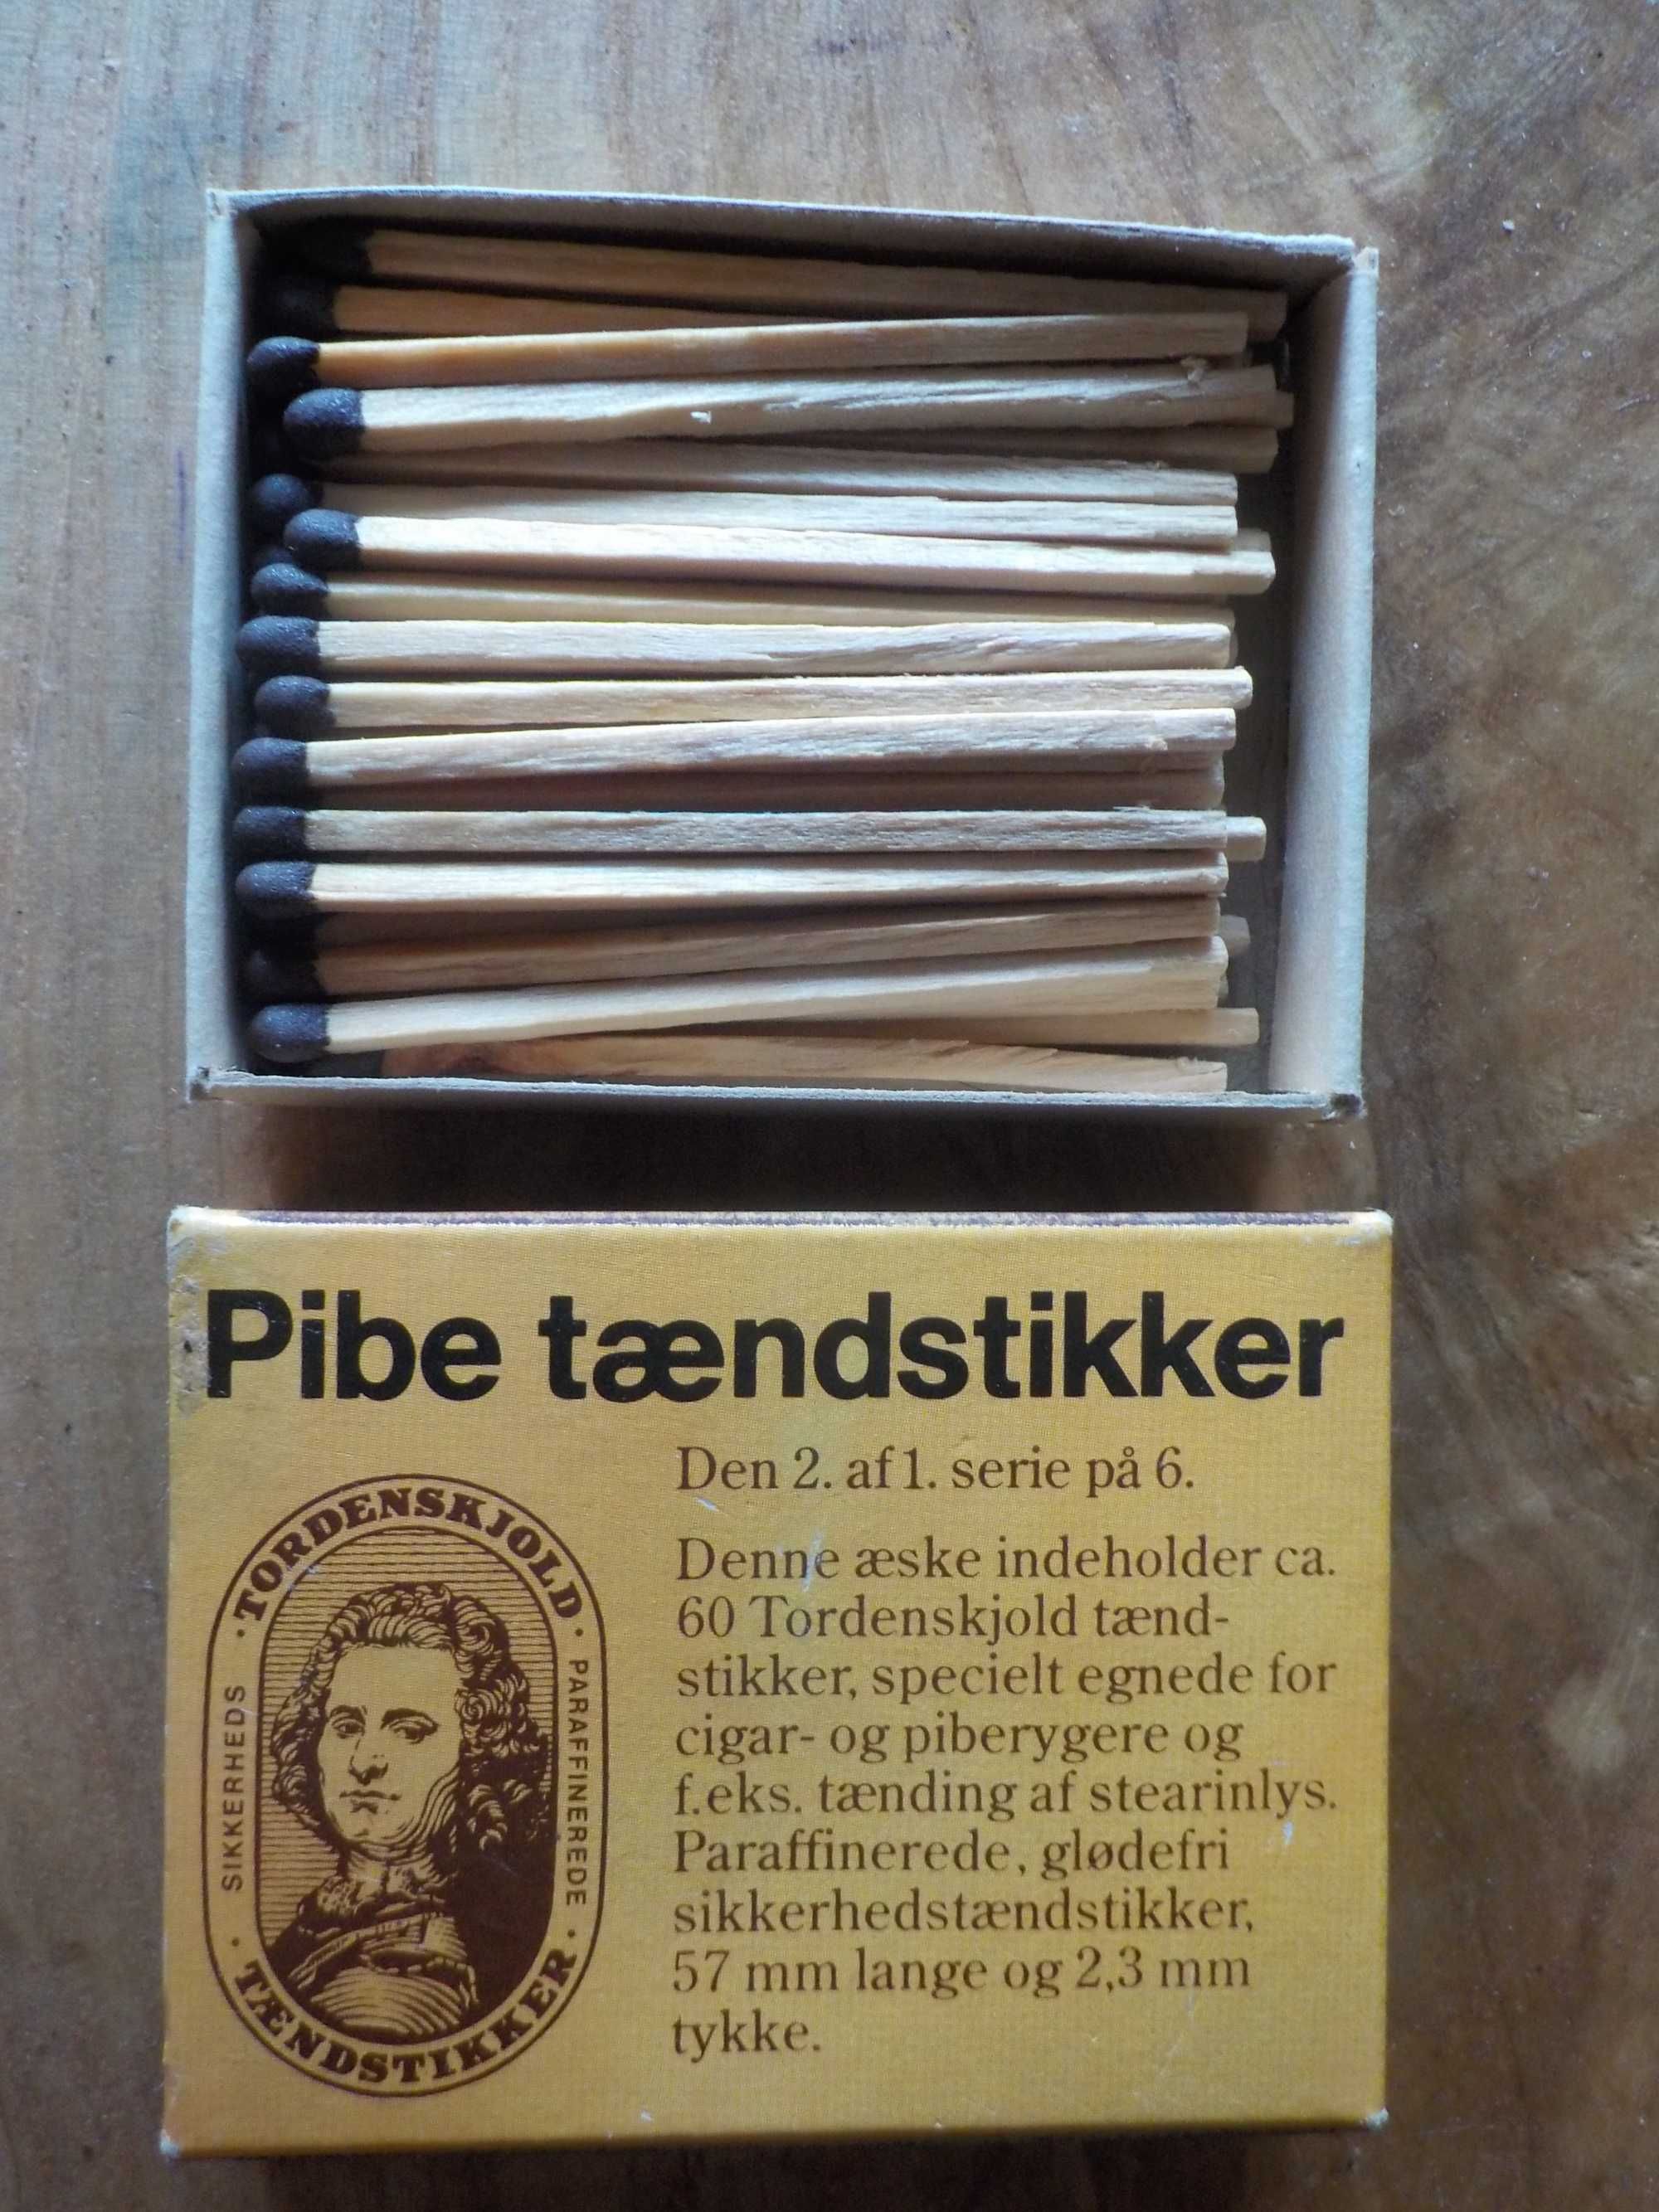 Pibe tændstikker
Den 2. af 1. serie på 6.
Denne æske indeholder ca.
60 Tordenskjold tænd-
stikker, specielt egnede for
cigar- og piberygere og
f.eks. tænding af stearinlys.
Paraffinerede, glødefri
sikkerhedstændstikker,
57 mm lange og 2,3 mm
tykke.
· TORDENSKJOLD ·
SIKKERHEDS
PARAFFINEREDE
· TÆNDSTIKKER ·